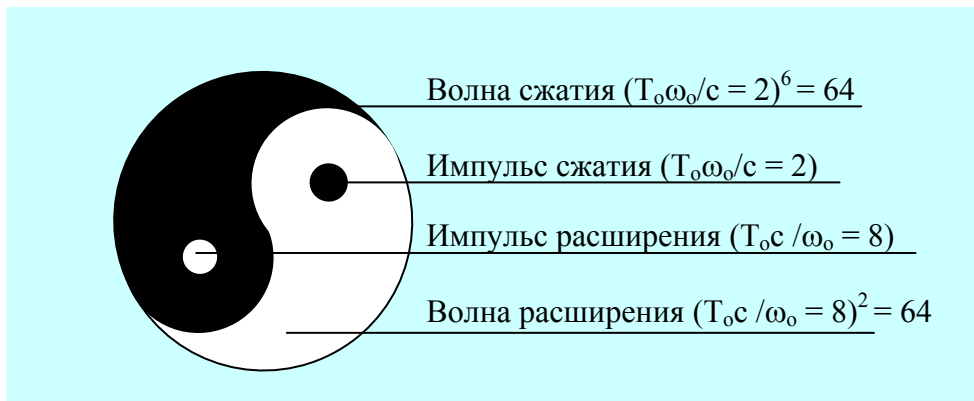 Волна сжатия (Tₒωₒ/c = 2)⁶ = 64
Импульс сжатия (Tₒωₒ/c = 2)
Импульс расширения (Tₒc /ωₒ = 8)
Волна расширения (Tₒc /ωₒ = 8)² = 64